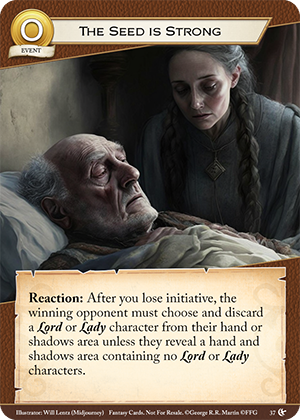 0
THE SEED IS STRONG
EVENT
Reaction: After you lose initiative, the
winning opponent must choose and discard
a Lord or Lady character from their hand or
shadows area unless they reveal a hand and
shadows area containing no Lord or Lady
characters.
Illustrator: Will Lentz (Midjourney) Fantasy Cards. Not For Resale. ©George R.R. Martin ©FFG 37